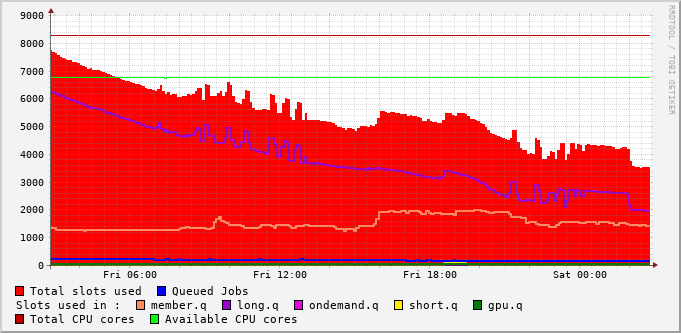 9000
8000
7000
6000
5000
4000
3000
2000
1000
0
Fri 06:00 Fri 12:00 Fri 18:00 Sat 00:00
RRDTOOL / TOBI OETIKER
Total slots used Queued Jobs
Slots used in : member.q long.q ondemand.q short.q gpu.q
Total CPU cores Available CPU cores